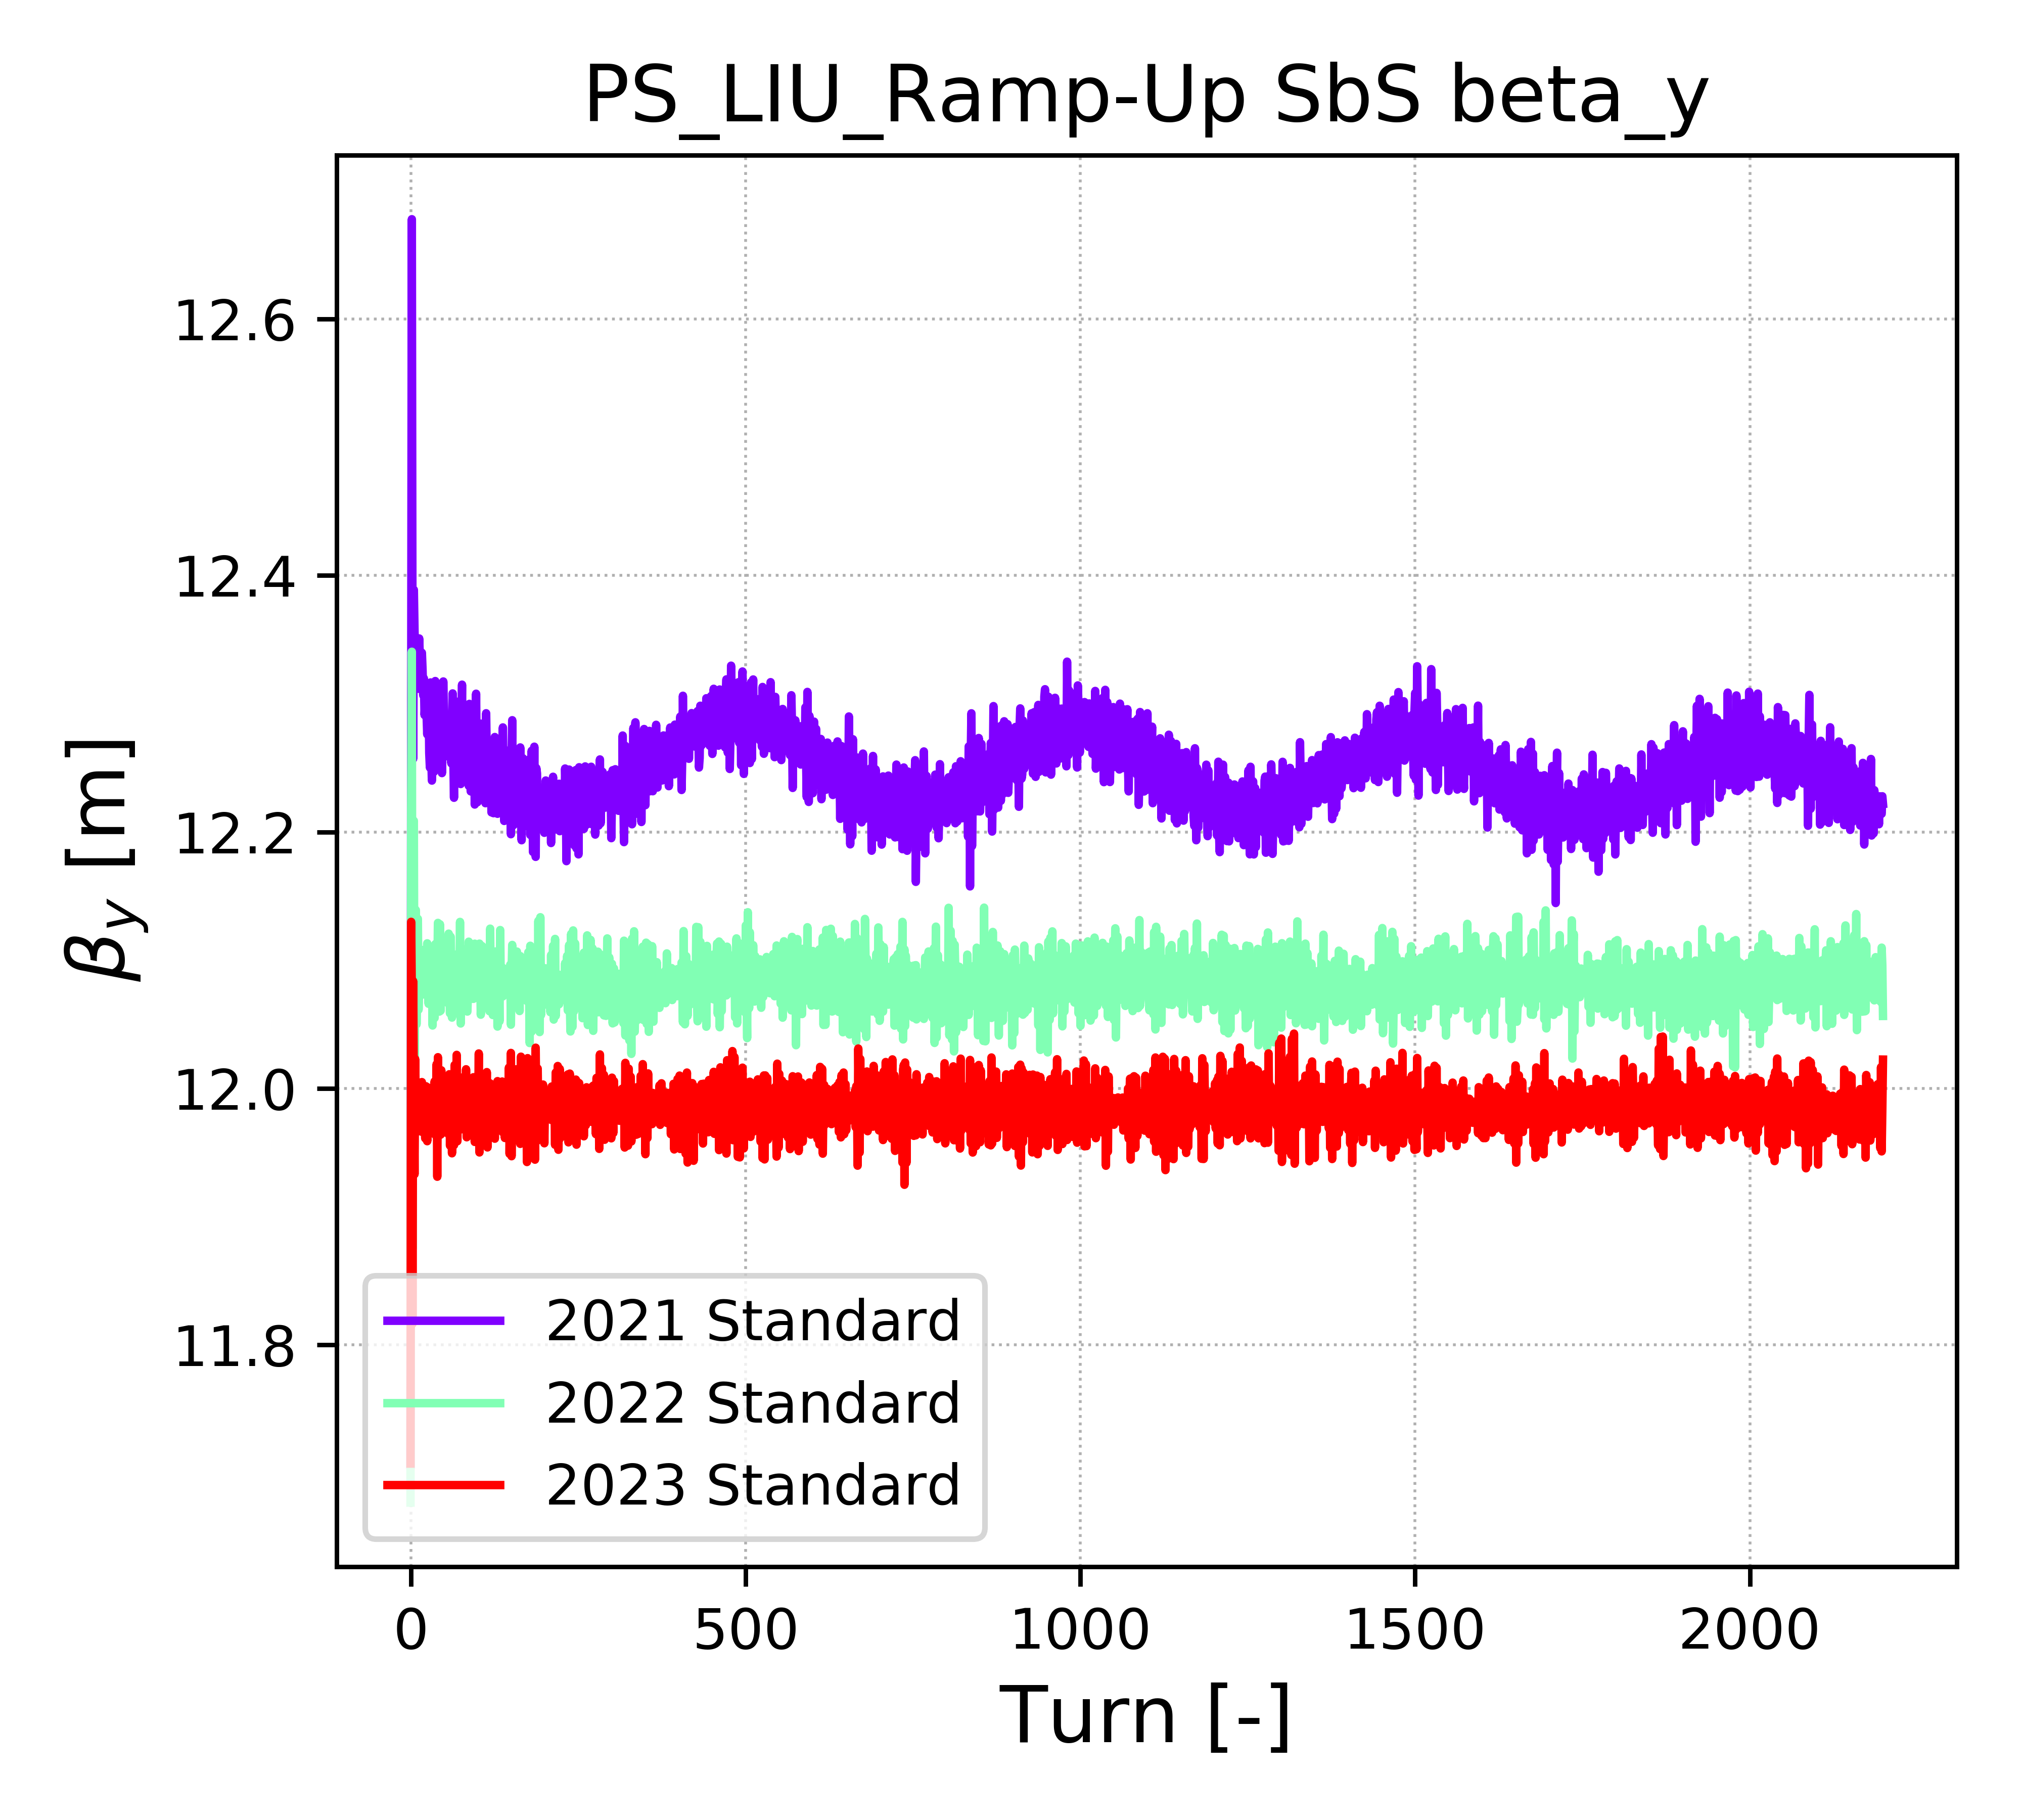 PS_LIU_Ramp-Up SbS beta_y
12.6
12.4
12.2
12.0
11.8
βy [m]
2021 Standard
2022 Standard
2023 Standard
0 500 1000 1500 2000
Turn [-]